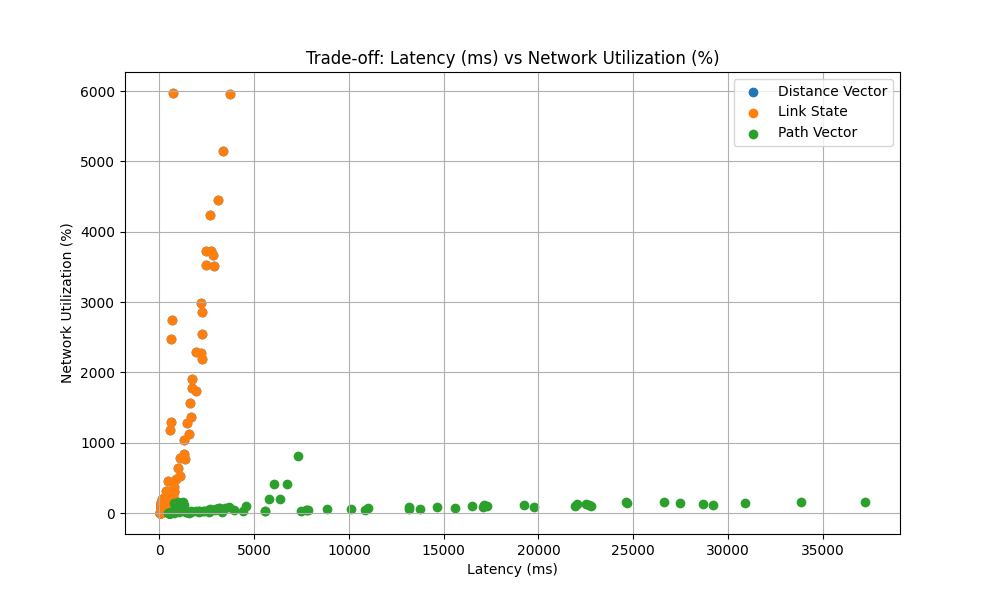 Trade-off: Latency (ms) vs Network Utilization (%)
Distance Vector
Link State
Path Vector
Network Utilization (%)
6000
5000
4000
3000
2000
1000
0
0 5000 10000 15000 20000 25000 30000 35000
Latency (ms)